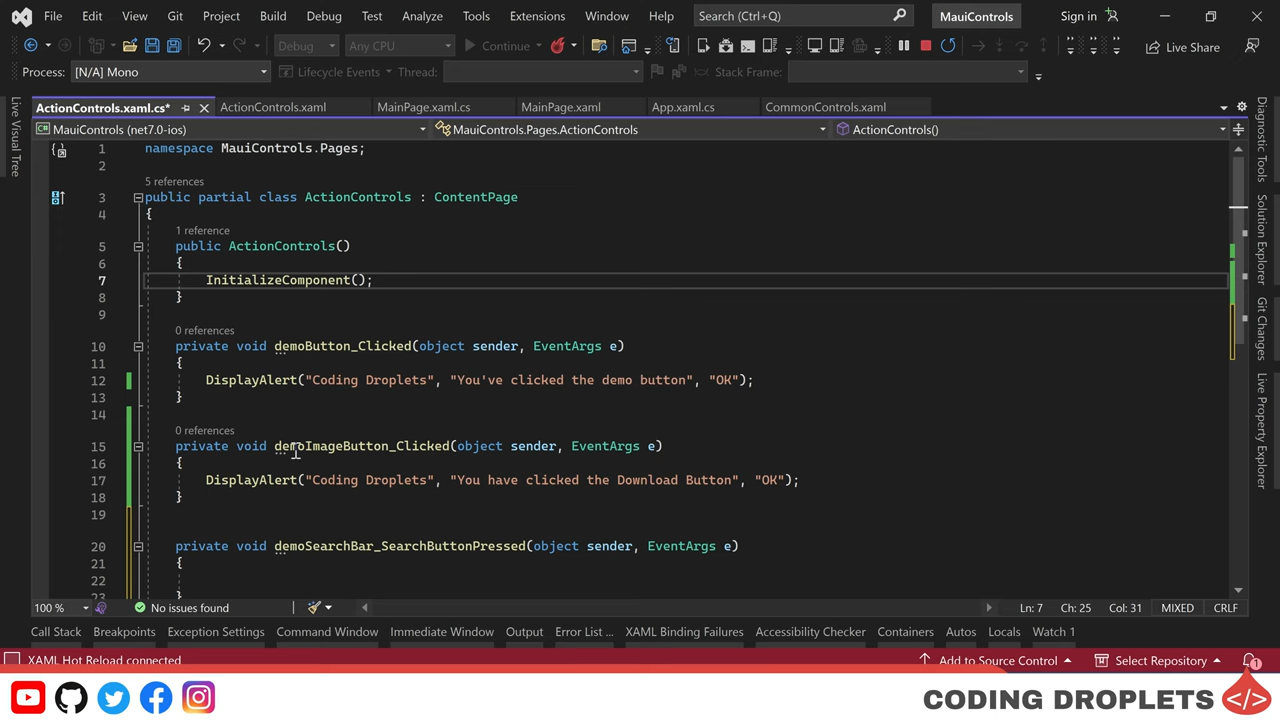 File Edit View Git Project Build Debug Test Analyze Tools Extensions Window Help Search (Ctrl+Q) MauiControls Sign in
Debug Any CPU Continue Live Share
Process: [N/A] Mono Lifecycle Events Thread: Stack Frame:
ActionControls.xaml.cs* ActionControls.xaml MainPage.xaml.cs MainPage.xaml App.xaml.cs CommonControls.xaml
MauiControls (net7.0-ios) MauiControls.Pages.ActionControls ActionControls()
Live Visual Tree
1 namespace MauiControls.Pages;
2
5 references
3 public partial class ActionControls : ContentPage
4 {
1 reference
5 public ActionControls()
6 {
7 InitializeComponent();
8 }
9
0 references
10 private void demoButton_Clicked(object sender, EventArgs e)
11 {
12 DisplayAlert("Coding Droplets", "You've clicked the demo button", "OK");
13 }
14
0 references
15 private void demoImageButton_Clicked(object sender, EventArgs e)
16 {
17 DisplayAlert("Coding Droplets", "You have clicked the Download Button", "OK");
18 }
19
20 private void demoSearchBar_SearchButtonPressed(object sender, EventArgs e)
21 {
22
23 }
Diagnostic Tools
Solution Explorer
Git Changes
Live Property Explorer
100 % No issues found Ln: 7 Ch: 25 Col: 31 MIXED CRLF
Call Stack Breakpoints Exception Settings Command Window Immediate Window Output Error List ... XAML Binding Failures Accessibility Checker Containers Autos Locals Watch 1
XAML Hot Reload connected Add to Source Control Select Repository 1
CODING DROPLETS </>